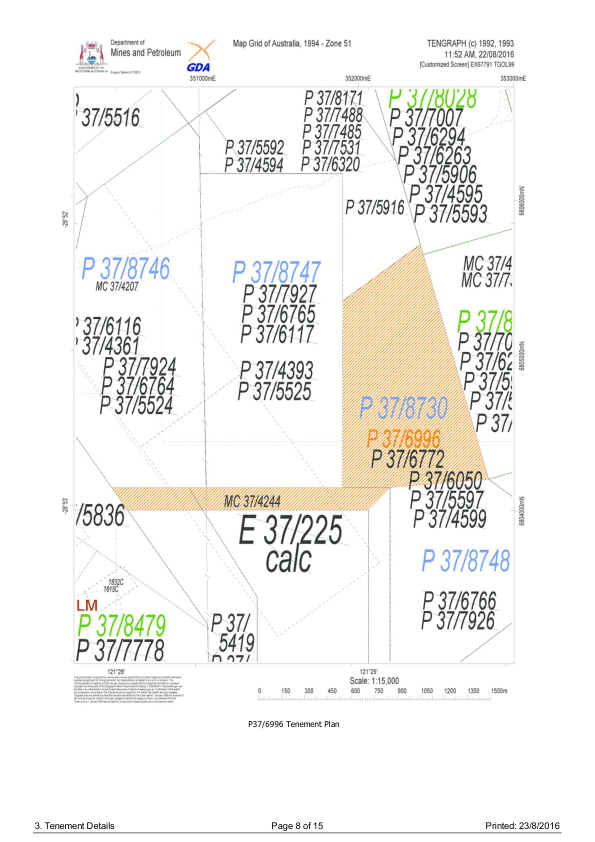 Department of
Mines and Petroleum
GOVERNMENT OF
WESTERN AUSTRALIA
GDA
Map Grid of Australia, 1994 - Zone 51
TENGRAPH (c) 1992, 1993
11:52 AM, 22/08/2016
[Customized Screen] EX67791 TGOL99
351000mE
352000mE
353000mE
37/5516
P 37/5592
P 37/4594
P 37/8171
P 37/7488
P 37/7485
P 37/7531
P 37/6320
P 37/8028
P 37/7007
P 37/6294
P 37/6263
P 37/5906
P 37/4595
P 37/5593
P 37/5916
-28°52'
6806000mN
P 37/8746
MC 37/4207
P 37/8747
P 37/7927
P 37/6765
P 37/6117
P 37/4393
P 37/5525
37/6116
37/4361
P 37/7924
P 37/6764
P 37/5524
MC 37/4
MC 37/7
P 37/8
P 37/70
P 37/62
P 37/5
P 37/5
P 37/
6805000mN
P 37/8730
P 37/6996
P 37/6772
P 37/6050
P 37/5597
P 37/4599
MC 37/4244
E 37/225
calc
-28°53'
/5836
6804000mN
P 37/8748
P 37/6766
P 37/7926
1832C
1815C
LM
P 37/8479
P 37/7778
P 37/
5419
P 37/
121°28'
121°29'
Scale: 1:15,000
0 150 300 450 600 750 900 1050 1200 1500m
P37/6996 Tenement Plan
3. Tenement Details
Page 8 of 15
Printed: 23/8/2016